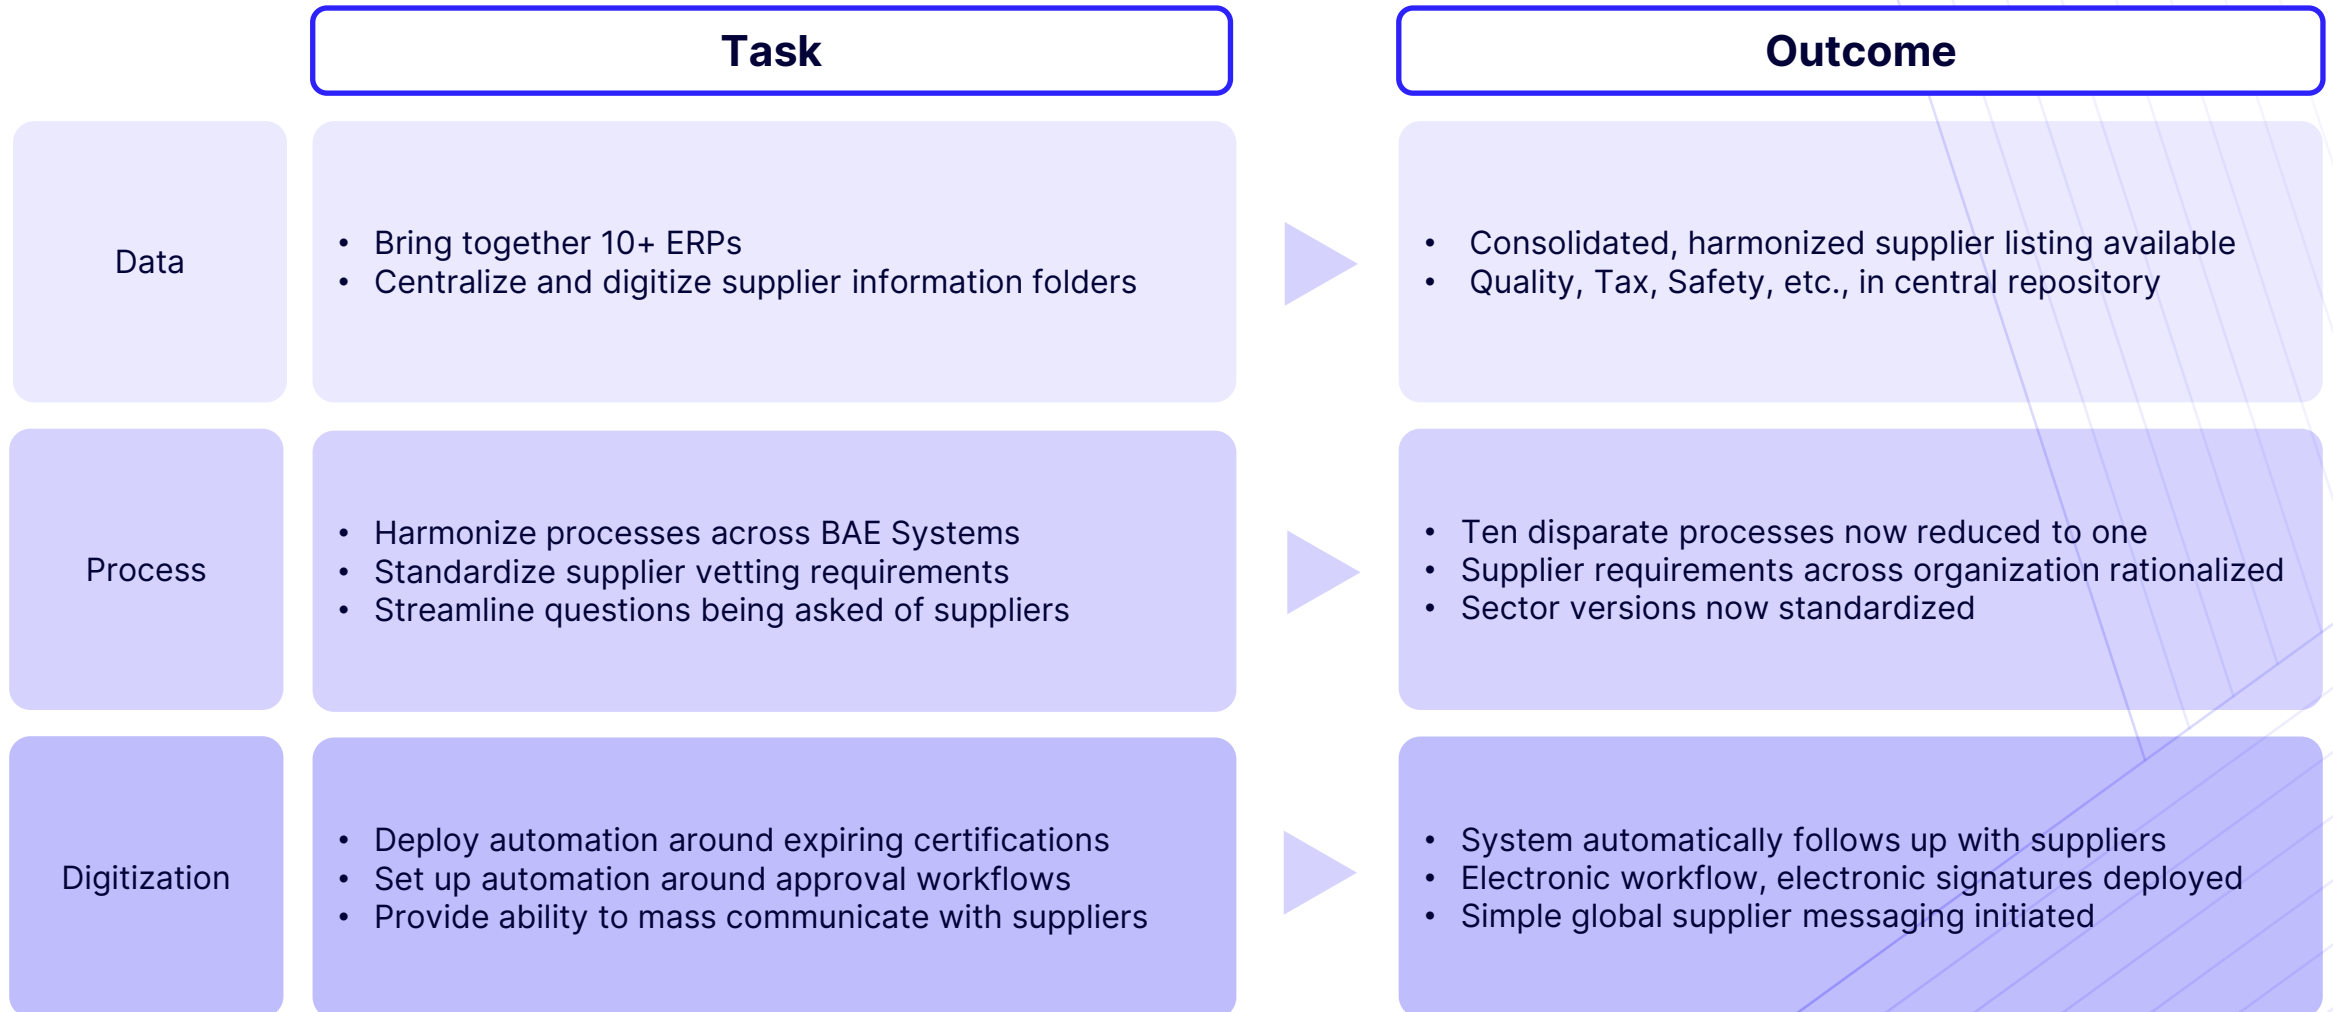 Task
Outcome
Data
• Bring together 10+ ERPs
• Centralize and digitize supplier information folders
• Consolidated, harmonized supplier listing available
• Quality, Tax, Safety, etc., in central repository
Process
• Harmonize processes across BAE Systems
• Standardize supplier vetting requirements
• Streamline questions being asked of suppliers
• Ten disparate processes now reduced to one
• Supplier requirements across organization rationalized
• Sector versions now standardized
Digitization
• Deploy automation around expiring certifications
• Set up automation around approval workflows
• Provide ability to mass communicate with suppliers
• System automatically follows up with suppliers
• Electronic workflow, electronic signatures deployed
• Simple global supplier messaging initiated